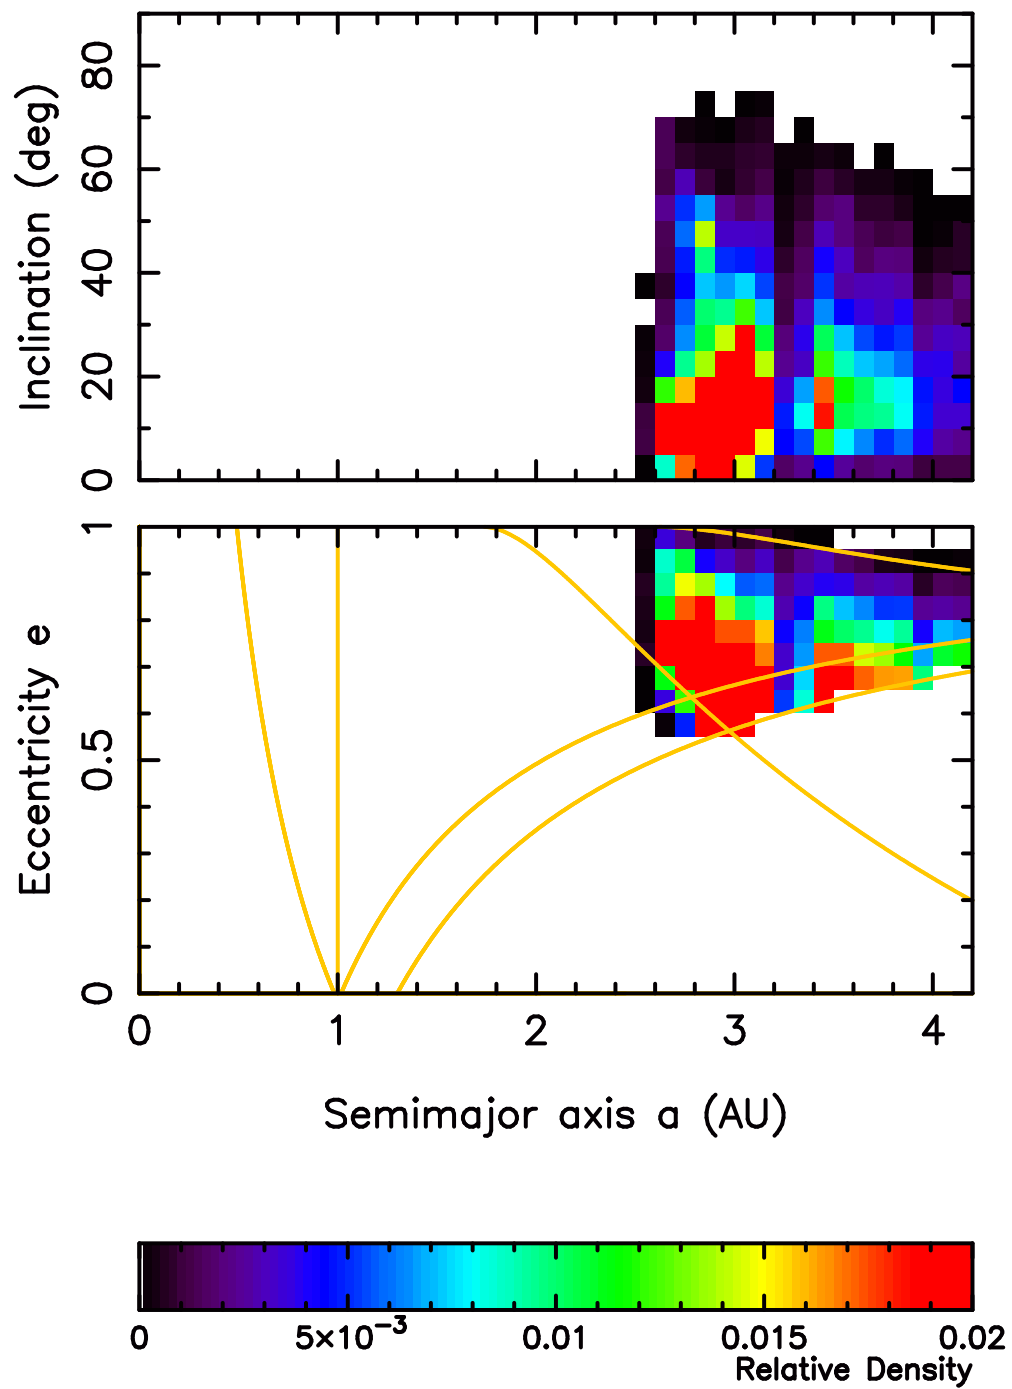 Inclination (deg)
80
60
40
20
0
Eccentricity e
1
0.5
0
0 1 2 3 4
Semimajor axis a (AU)
0 5×10⁻³ 0.01 0.015 0.02
Relative Density